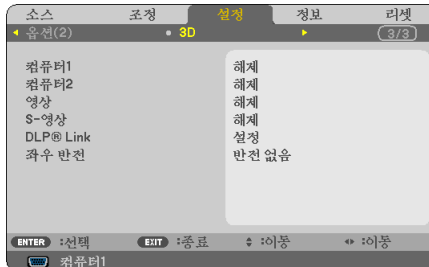 소스 조정 설정 정보 리셋
옵션(2) 3D 3/3
컴퓨터1 해제
컴퓨터2 해제
영상 해제
S-영상 해제
DLP® Link 설정
좌우 반전 반전 없음
ENTER :선택 EXIT :종료 :이동 :이동
컴퓨터1